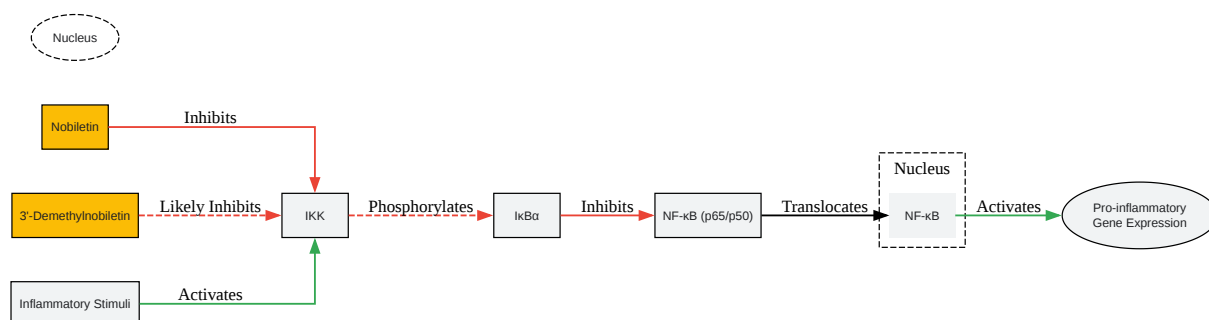 Nucleus
Nobiletin
Inhibits
Nucleus
3'-Demethylnobiletin
Likely Inhibits
IKK
Phosphorylates
IκBα
Inhibits
NF-κB (p65/p50)
Translocates
NF-κB
Activates
Pro-inflammatory
Gene Expression
Inflammatory Stimuli
Activates